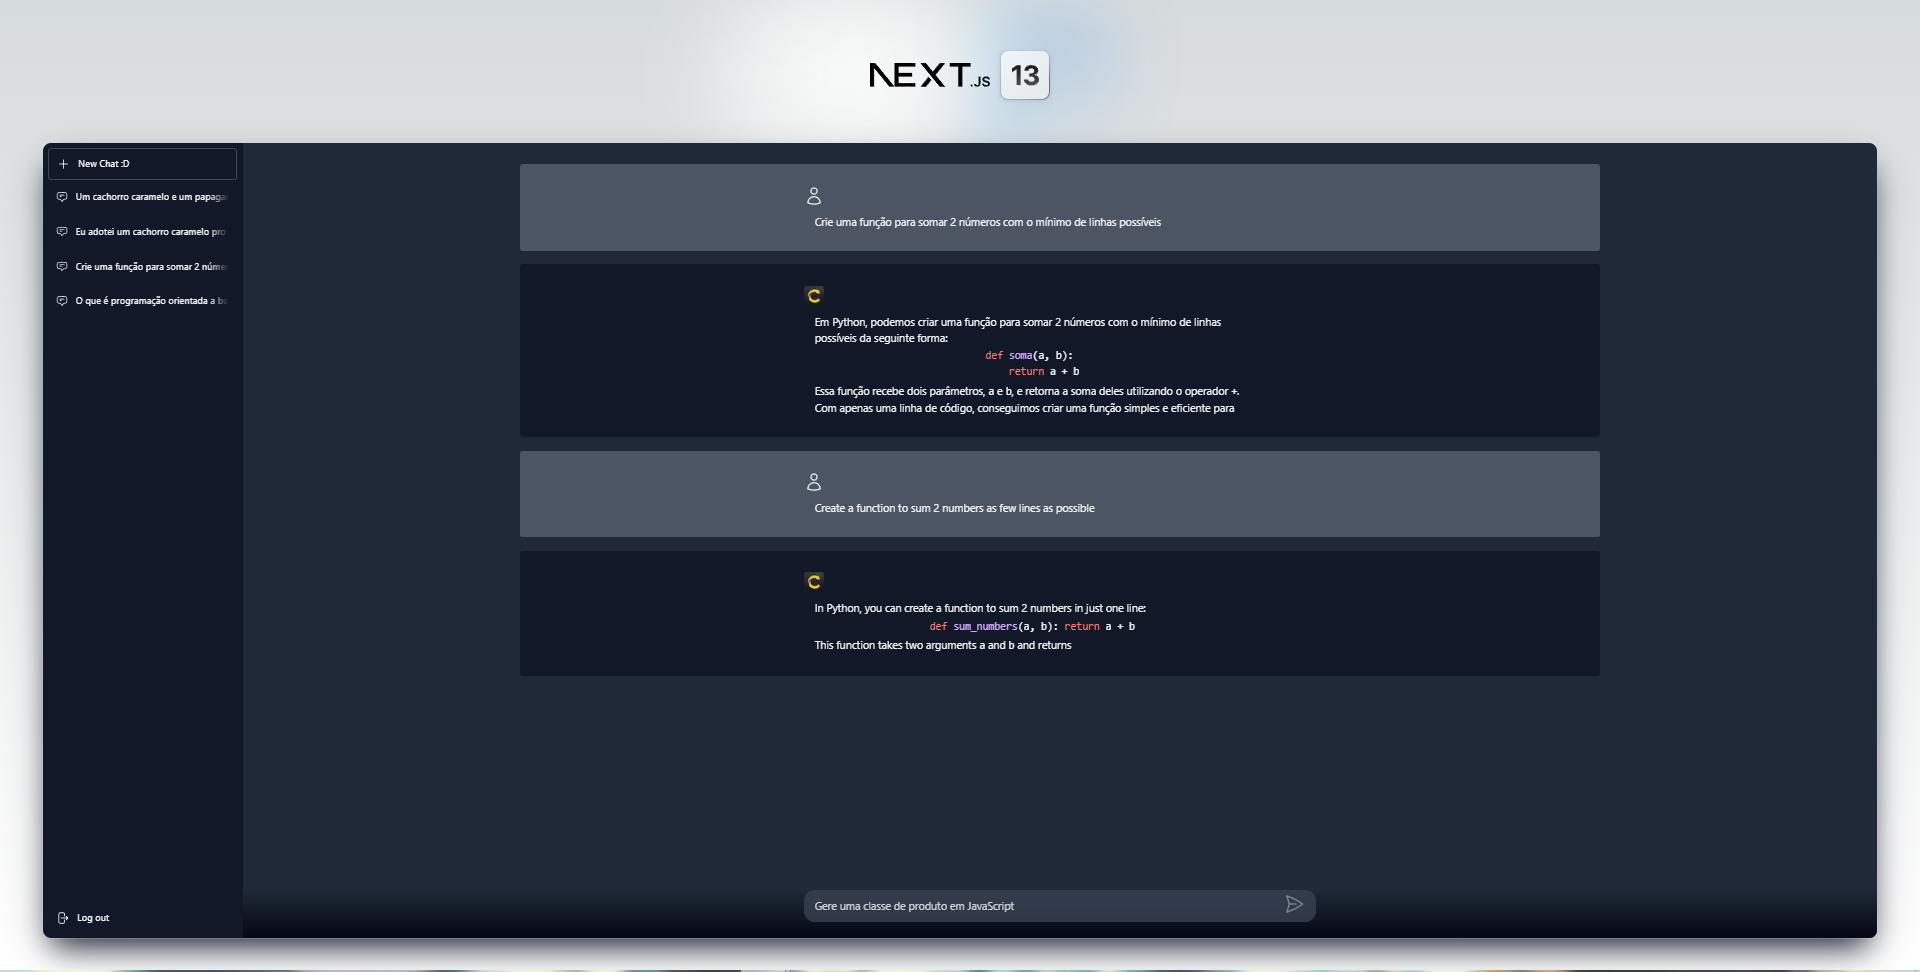 NEXT.JS 13
New Chat :D
Um cachorro caramelo e um
Eu adotei um cachorro caramelo pro
Crie uma função para somar 2 núme
O que é programação orientada a bo
Log out
Crie uma função para somar 2 números com o mínimo de linhas possíveis
Em Python, podemos criar uma função para somar 2 números com o mínimo de linhas
possíveis da seguinte forma:
def soma(a, b):
return a + b
Essa função recebe dois parâmetros, a e b, e retorna a soma deles utilizando o operador +.
Com apenas uma linha de código, conseguimos criar uma função simples e eficiente para
Create a function to sum 2 numbers as few lines as possible
In Python, you can create a function to sum 2 numbers in just one line:
def sum_numbers(a, b): return a + b
This function takes two arguments a and b and returns
Gere uma classe de produto em JavaScript